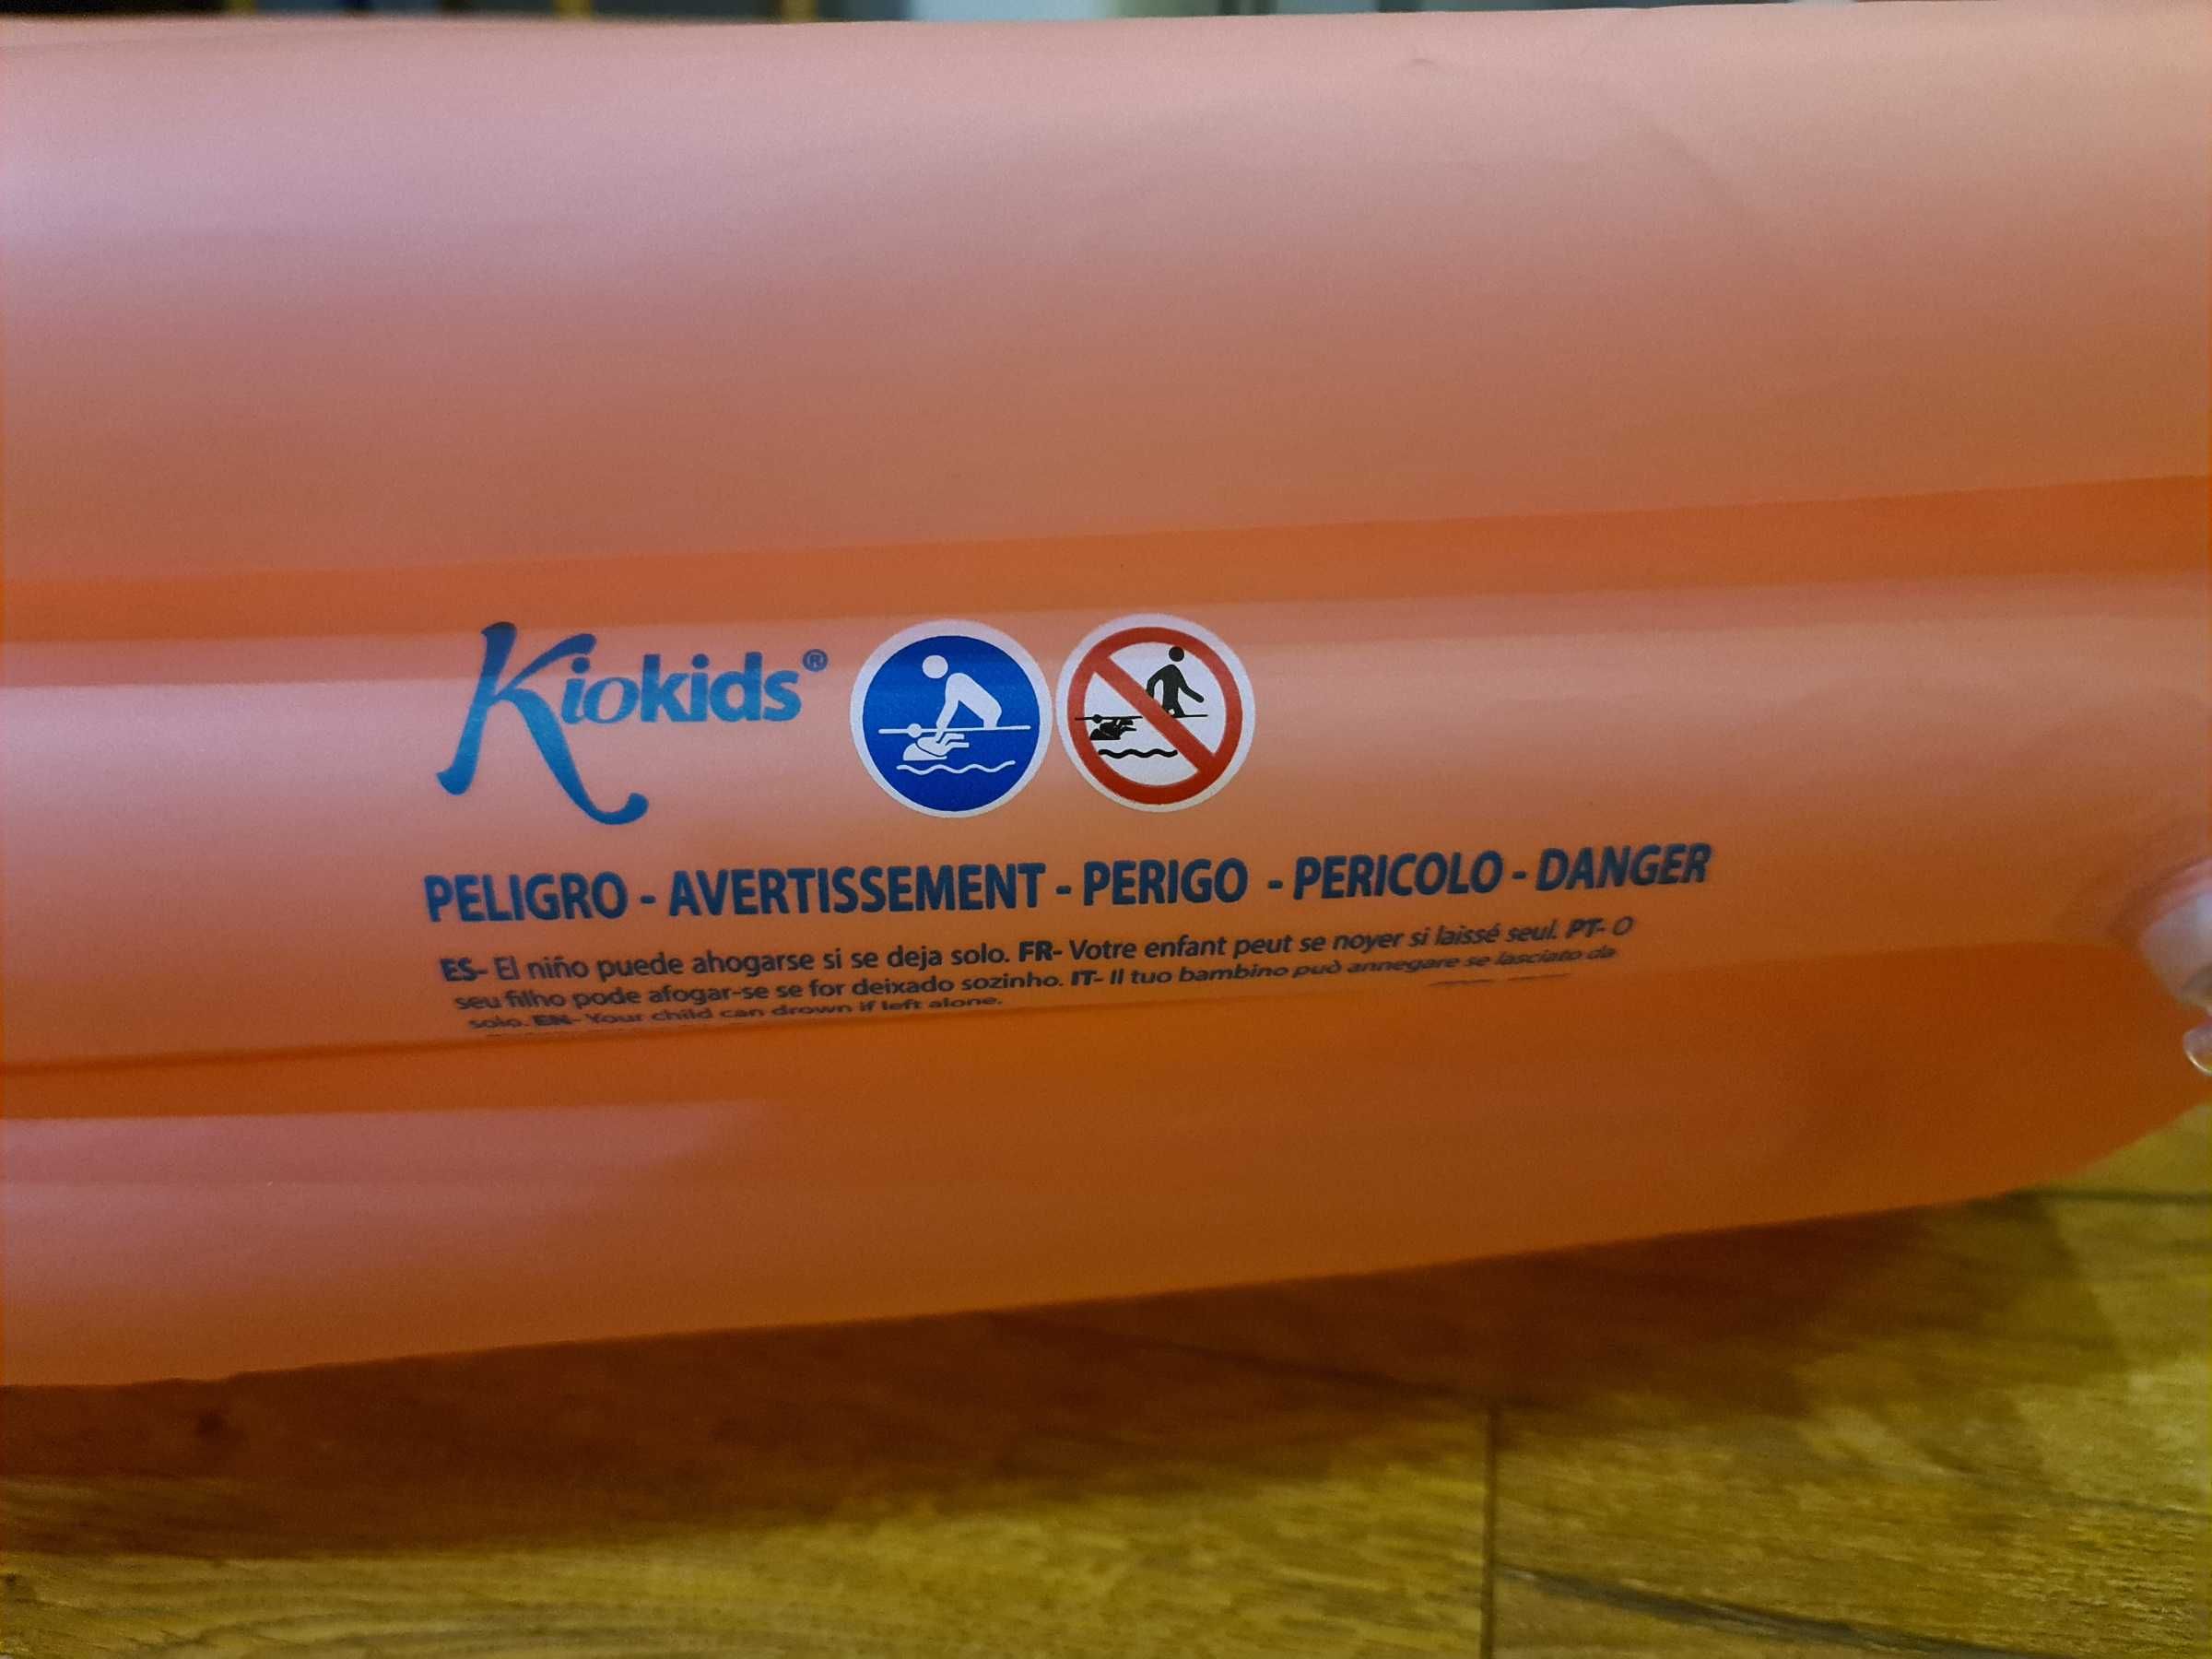 Kiokids®
PELIGRO - AVERTISSEMENT - PERIGO - PERICOLO - DANGER
ES- El niño puede ahogarse si se deja solo. FR- Votre enfant peut se noyer si laissé seul. PT- O
seu filho pode afogar-se se for deixado sozinho. IT- Il tuo bambino può annegare se lasciato da
solo. EN- Your child can drown if left alone.